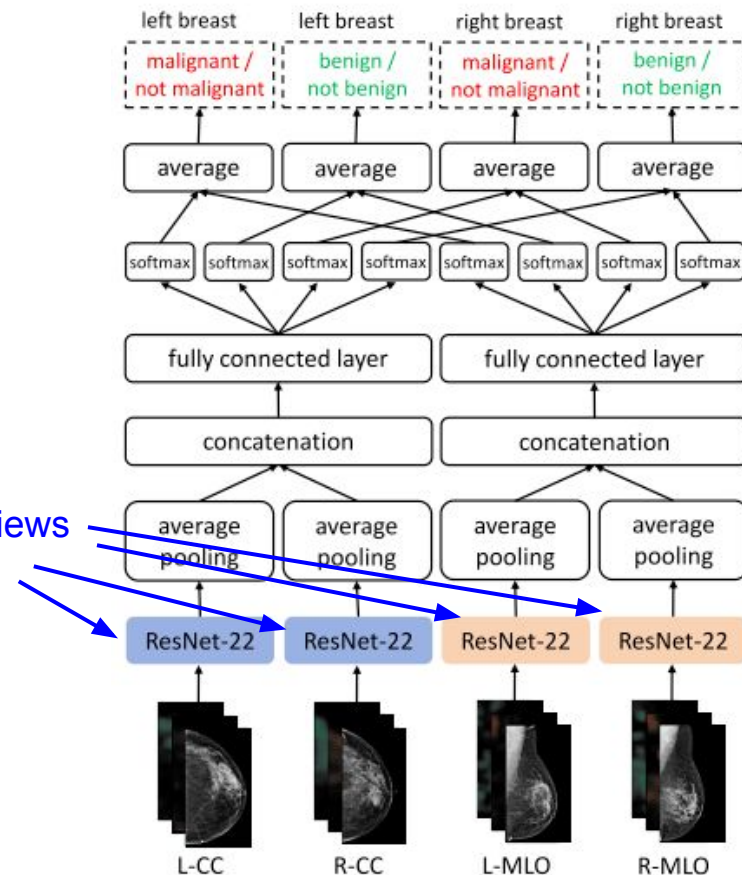 left breast left breast right breast right breast
malignant / benign / malignant / benign /
not malignant not benign not malignant not benign
average average average average
softmax softmax softmax softmax softmax softmax softmax softmax
fully connected layer fully connected layer
concatenation concatenation
iews
average average average average
pooling pooling pooling pooling
ResNet-22 ResNet-22 ResNet-22 ResNet-22
L-CC R-CC L-MLO R-MLO